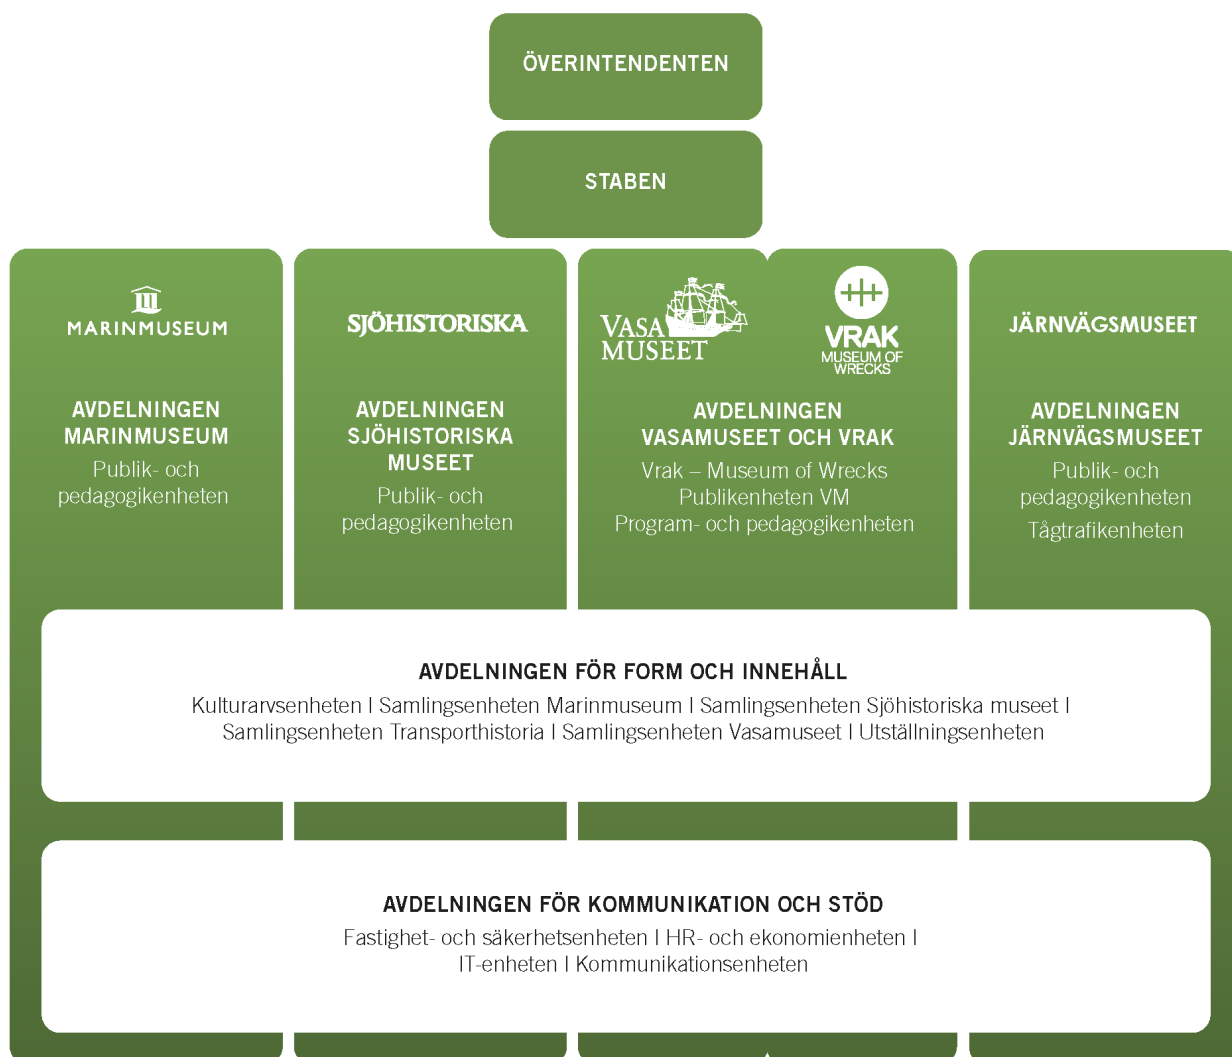 ÖVERINTENDENTEN
STABEN
MARINMUSEUM
AVDELNINGEN
MARINMUSEUM
Publik- och
pedagogikenheten
SJÖHISTORISKA
AVDELNINGEN
SJÖHISTORISKA
MUSEET
Publik- och
pedagogikenheten
VASA
MUSEET
VRAK
MUSEUM OF
WRECKS
AVDELNINGEN
VASAMUSEET OCH VRAK
Vrak – Museum of Wrecks
Publikenheten VM
Program- och pedagogikenheten
JÄRNVÄGSMUSEET
AVDELNINGEN
JÄRNVÄGSMUSEET
Publik- och
pedagogikenheten
Tågtrafikenheten
AVDELNINGEN FÖR FORM OCH INNEHÅLL
Kulturarvsenheten I Samlingsenheten Marinmuseum I Samlingsenheten Sjöhistoriska museet I
Samlingsenheten Transporthistoria I Samlingsenheten Vasamuseet I Utställningsenheten
AVDELNINGEN FÖR KOMMUNIKATION OCH STÖD
Fastighet- och säkerhetsenheten I HR- och ekonomienheten I
IT-enheten I Kommunikationsenheten